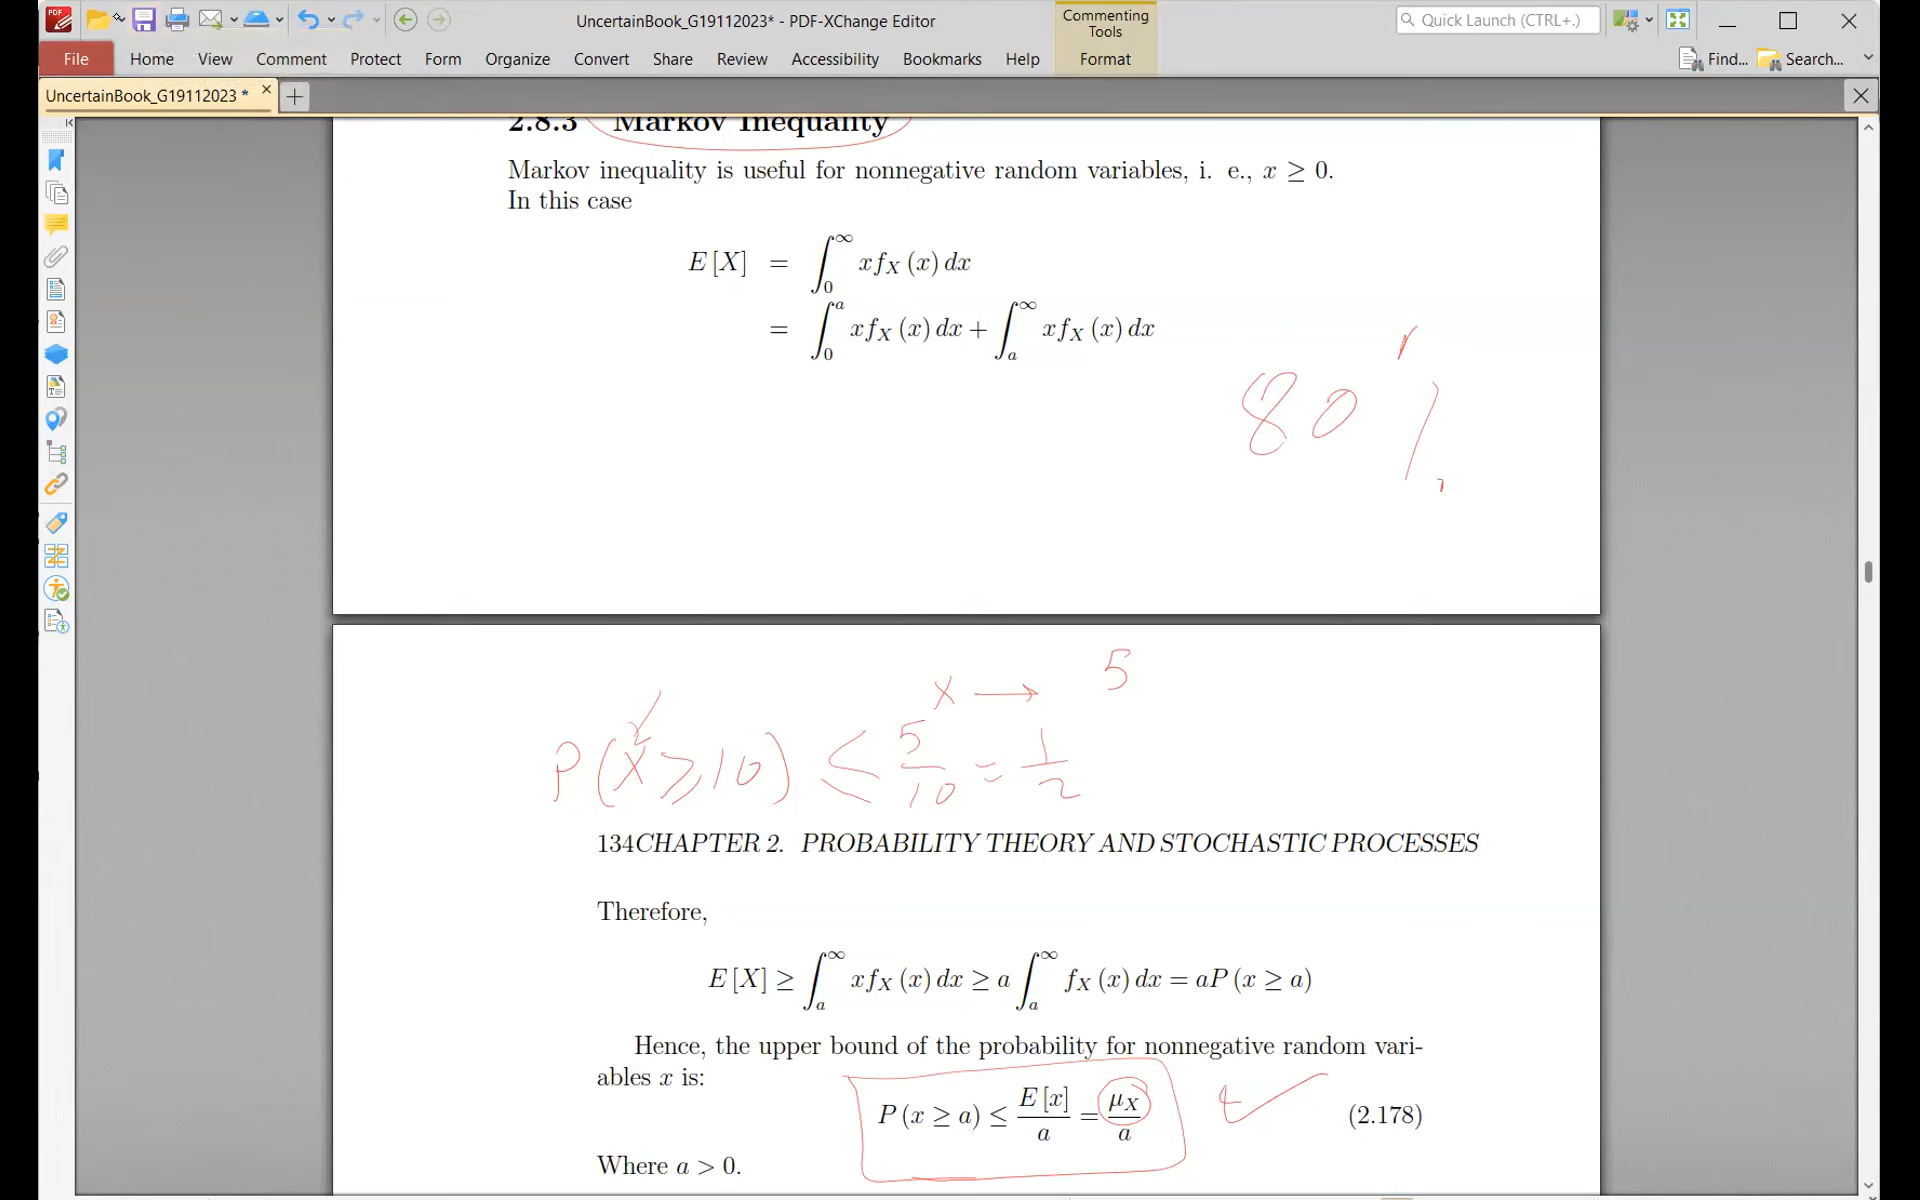 UncertainBook_G19112023* - PDF-XChange Editor
Commenting Tools
Quick Launch (CTRL+.)
File Home View Comment Protect Form Organize Convert Share Review Accessibility Bookmarks Help Format Find... Search...
UncertainBook_G19112023 *
2.8.3 Markov Inequality
Markov inequality is useful for nonnegative random variables, i. e., x ≥ 0.
In this case
E [X] = ∫_0^∞ x f_X (x) dx
= ∫_0^a x f_X (x) dx + ∫_a^∞ x f_X (x) dx
80 %
x → 5
P(X² ≥ 10) ≤ 5/10 = 1/2
134CHAPTER 2. PROBABILITY THEORY AND STOCHASTIC PROCESSES
Therefore,
E [X] ≥ ∫_a^∞ x f_X (x) dx ≥ a ∫_a^∞ f_X (x) dx = aP (x ≥ a)
Hence, the upper bound of the probability for nonnegative random vari-
ables x is:
P (x ≥ a) ≤ E [x]/a = μ_X/a (2.178)
Where a > 0.